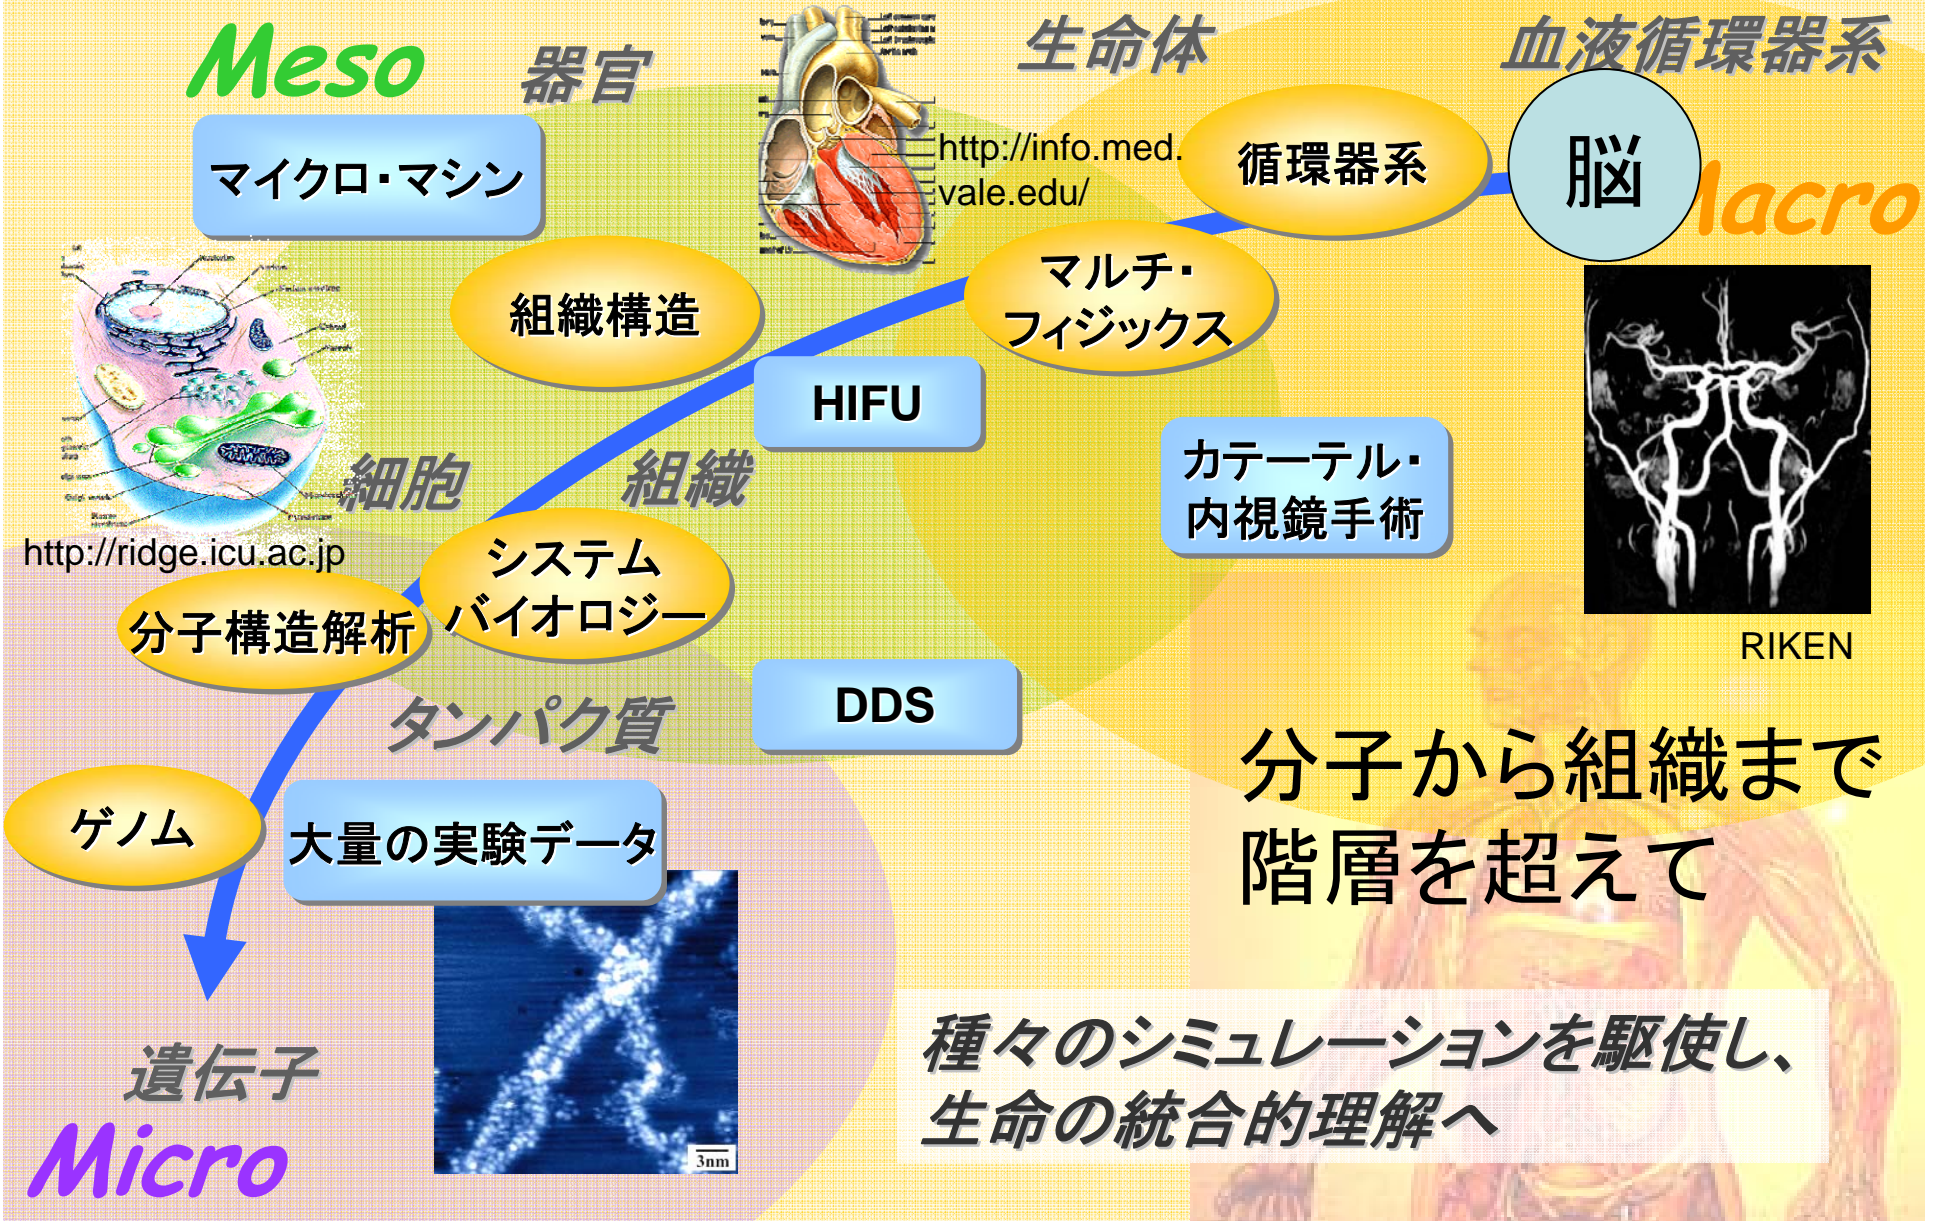 Meso
器官
生命体
血液循環器系
マイクロ・マシン
http://info.med.
vale.edu/
循環器系
脳
acro
組織構造
マルチ・
フィジックス
HIFU
カテーテル・
内視鏡手術
細胞
組織
http://ridge.icu.ac.jp
システム
バイオロジー
分子構造解析
RIKEN
タンパク質
DDS
分子から組織まで
階層を超えて
ゲノム
大量の実験データ
3nm
種々のシミュレーションを駆使し、
生命の統合的理解へ
遺伝子
Micro